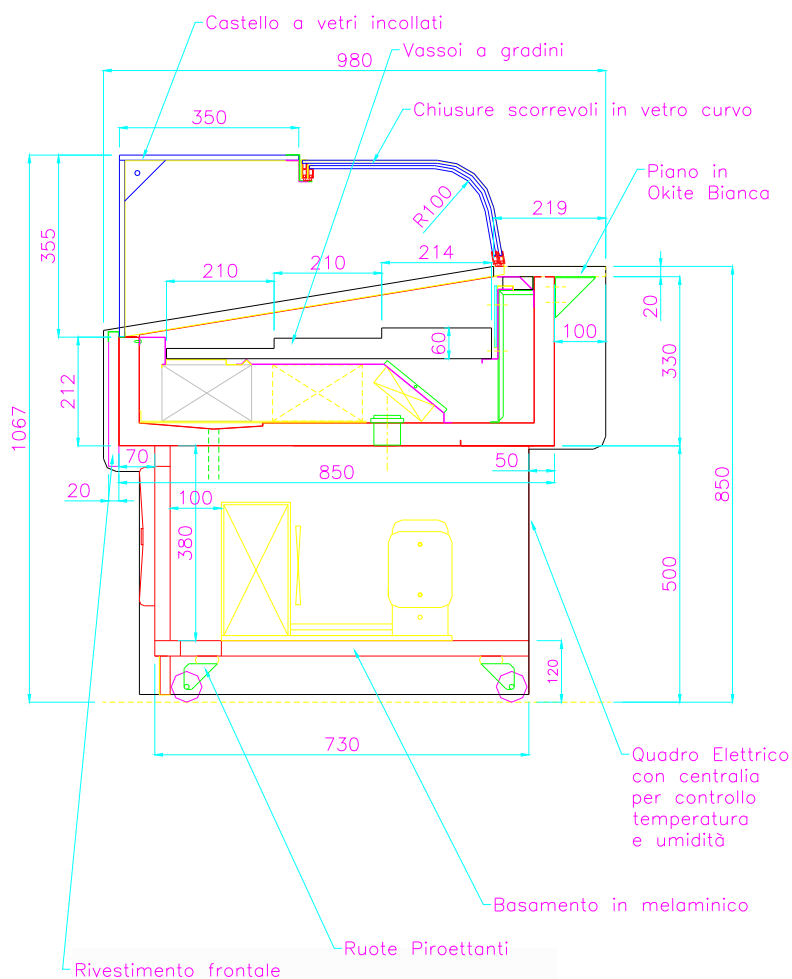 Castello a vetri incollati
Vassoi a gradini
980
Chiusure scorrevoli in vetro curvo
350
Piano in
Okite Bianca
R100
219
355
214
210
210
20
100
60
330
212
1067
70
50
850
850
20
100
380
500
120
730
Quadro Elettrico
con centralia
per controllo
temperatura
e umidità
Basamento in melaminico
Ruote Piroettanti
Rivestimento frontale